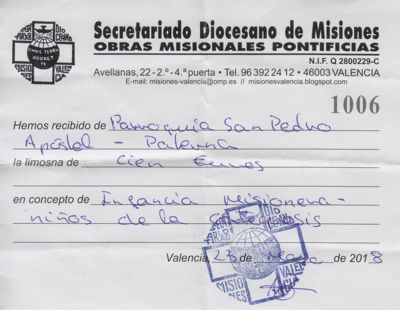 Secretariado Diocesano de Misiones
OBRAS MISIONALES PONTIFICIAS
N.I.F. Q 2800229-C
Avellanas, 22 - 2.º - 4.ª puerta • Tel. 96 392 24 12 • 46003 VALENCIA
E-mail: misiones-valencia@omp.es // misionesvalencia.blogspot.com
1006
Hemos recibido de Parroquia San Pedro
Apóstol - Paterna
la limosna de Cien Euros
en concepto de Infancia Misionera -
niños de la Catequesis
Valencia, de 2018